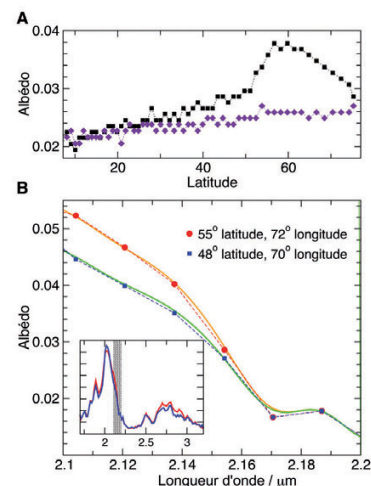 A
0.04
0.03
0.02
Albédo
20
40
60
Latitude
B
0.05
0.04
0.03
0.02
Albédo
55° latitude, 72° longitude
48° latitude, 70° longitude
2
2.5
3
2.1
2.12
2.14
2.16
2.18
2.2
Longueur d'onde / µm